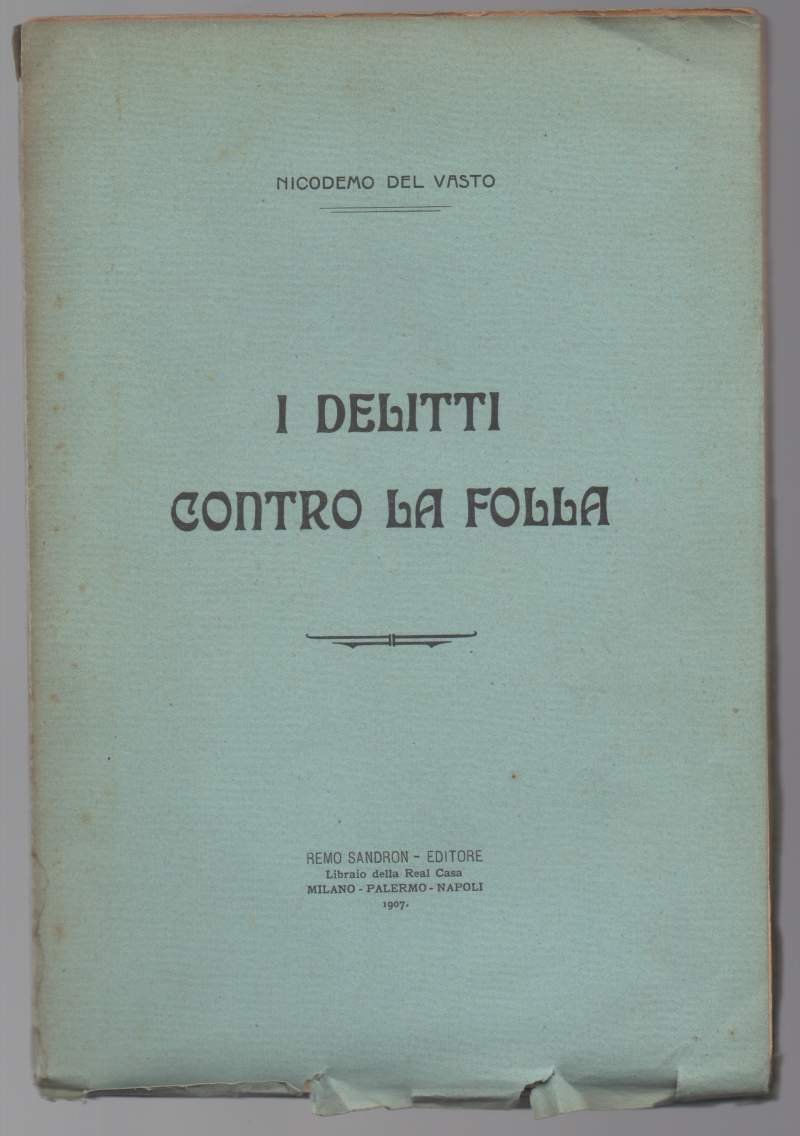 NICODEMO DEL VASTO
I DELITTI
CONTRO LA FOLLA
REMO SANDRON - EDITORE
Libraio della Real Casa
MILANO - PALERMO - NAPOLI
1907.